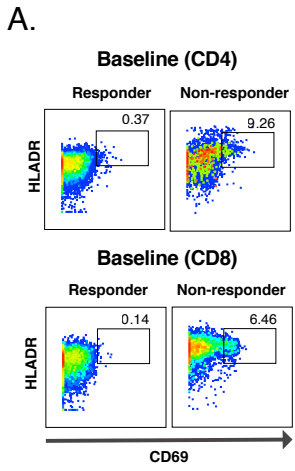 A.
Baseline (CD4)
Responder Non-responder
0.37 9.26
HLADR
Baseline (CD8)
Responder Non-responder
0.14 6.46
HLADR
CD69